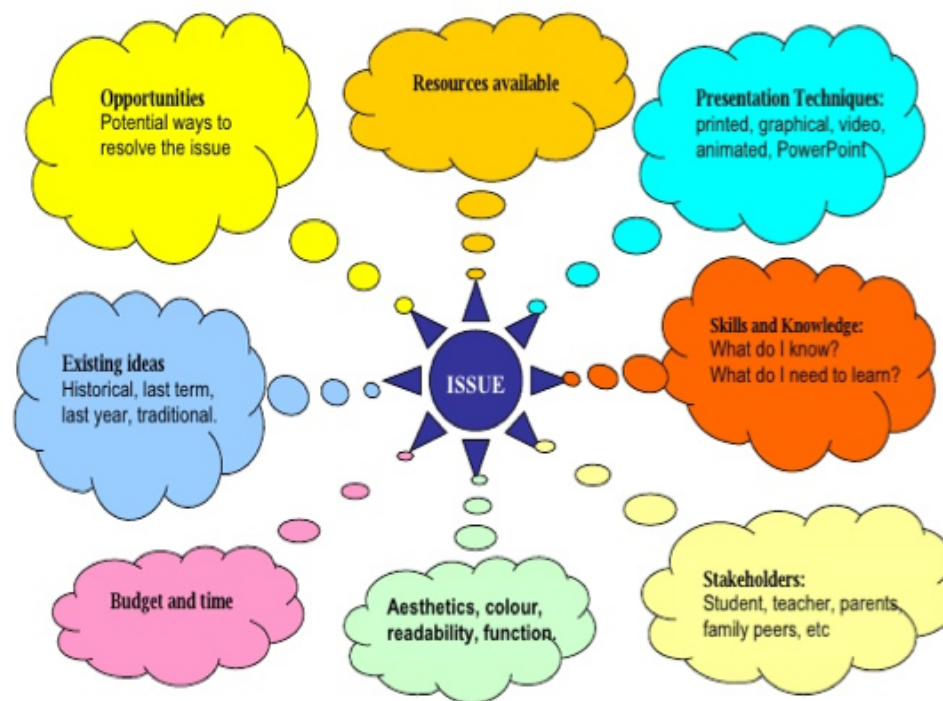 Opportunities
Potential ways to
resolve the issue
Resources available
Presentation Techniques:
printed, graphical, video,
animated, PowerPoint
Existing ideas
Historical, last term,
last year, traditional.
ISSUE
Skills and Knowledge:
What do I know?
What do I need to learn?
Budget and time
Aesthetics, colour,
readability, function.
Stakeholders:
Student, teacher, parents,
family peers, etc